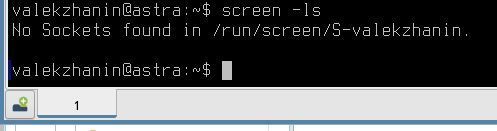 valekzhanin@astra:~$ screen -ls
No Sockets found in /run/screen/S-valekzhanin.
valekzhanin@astra:~$
1